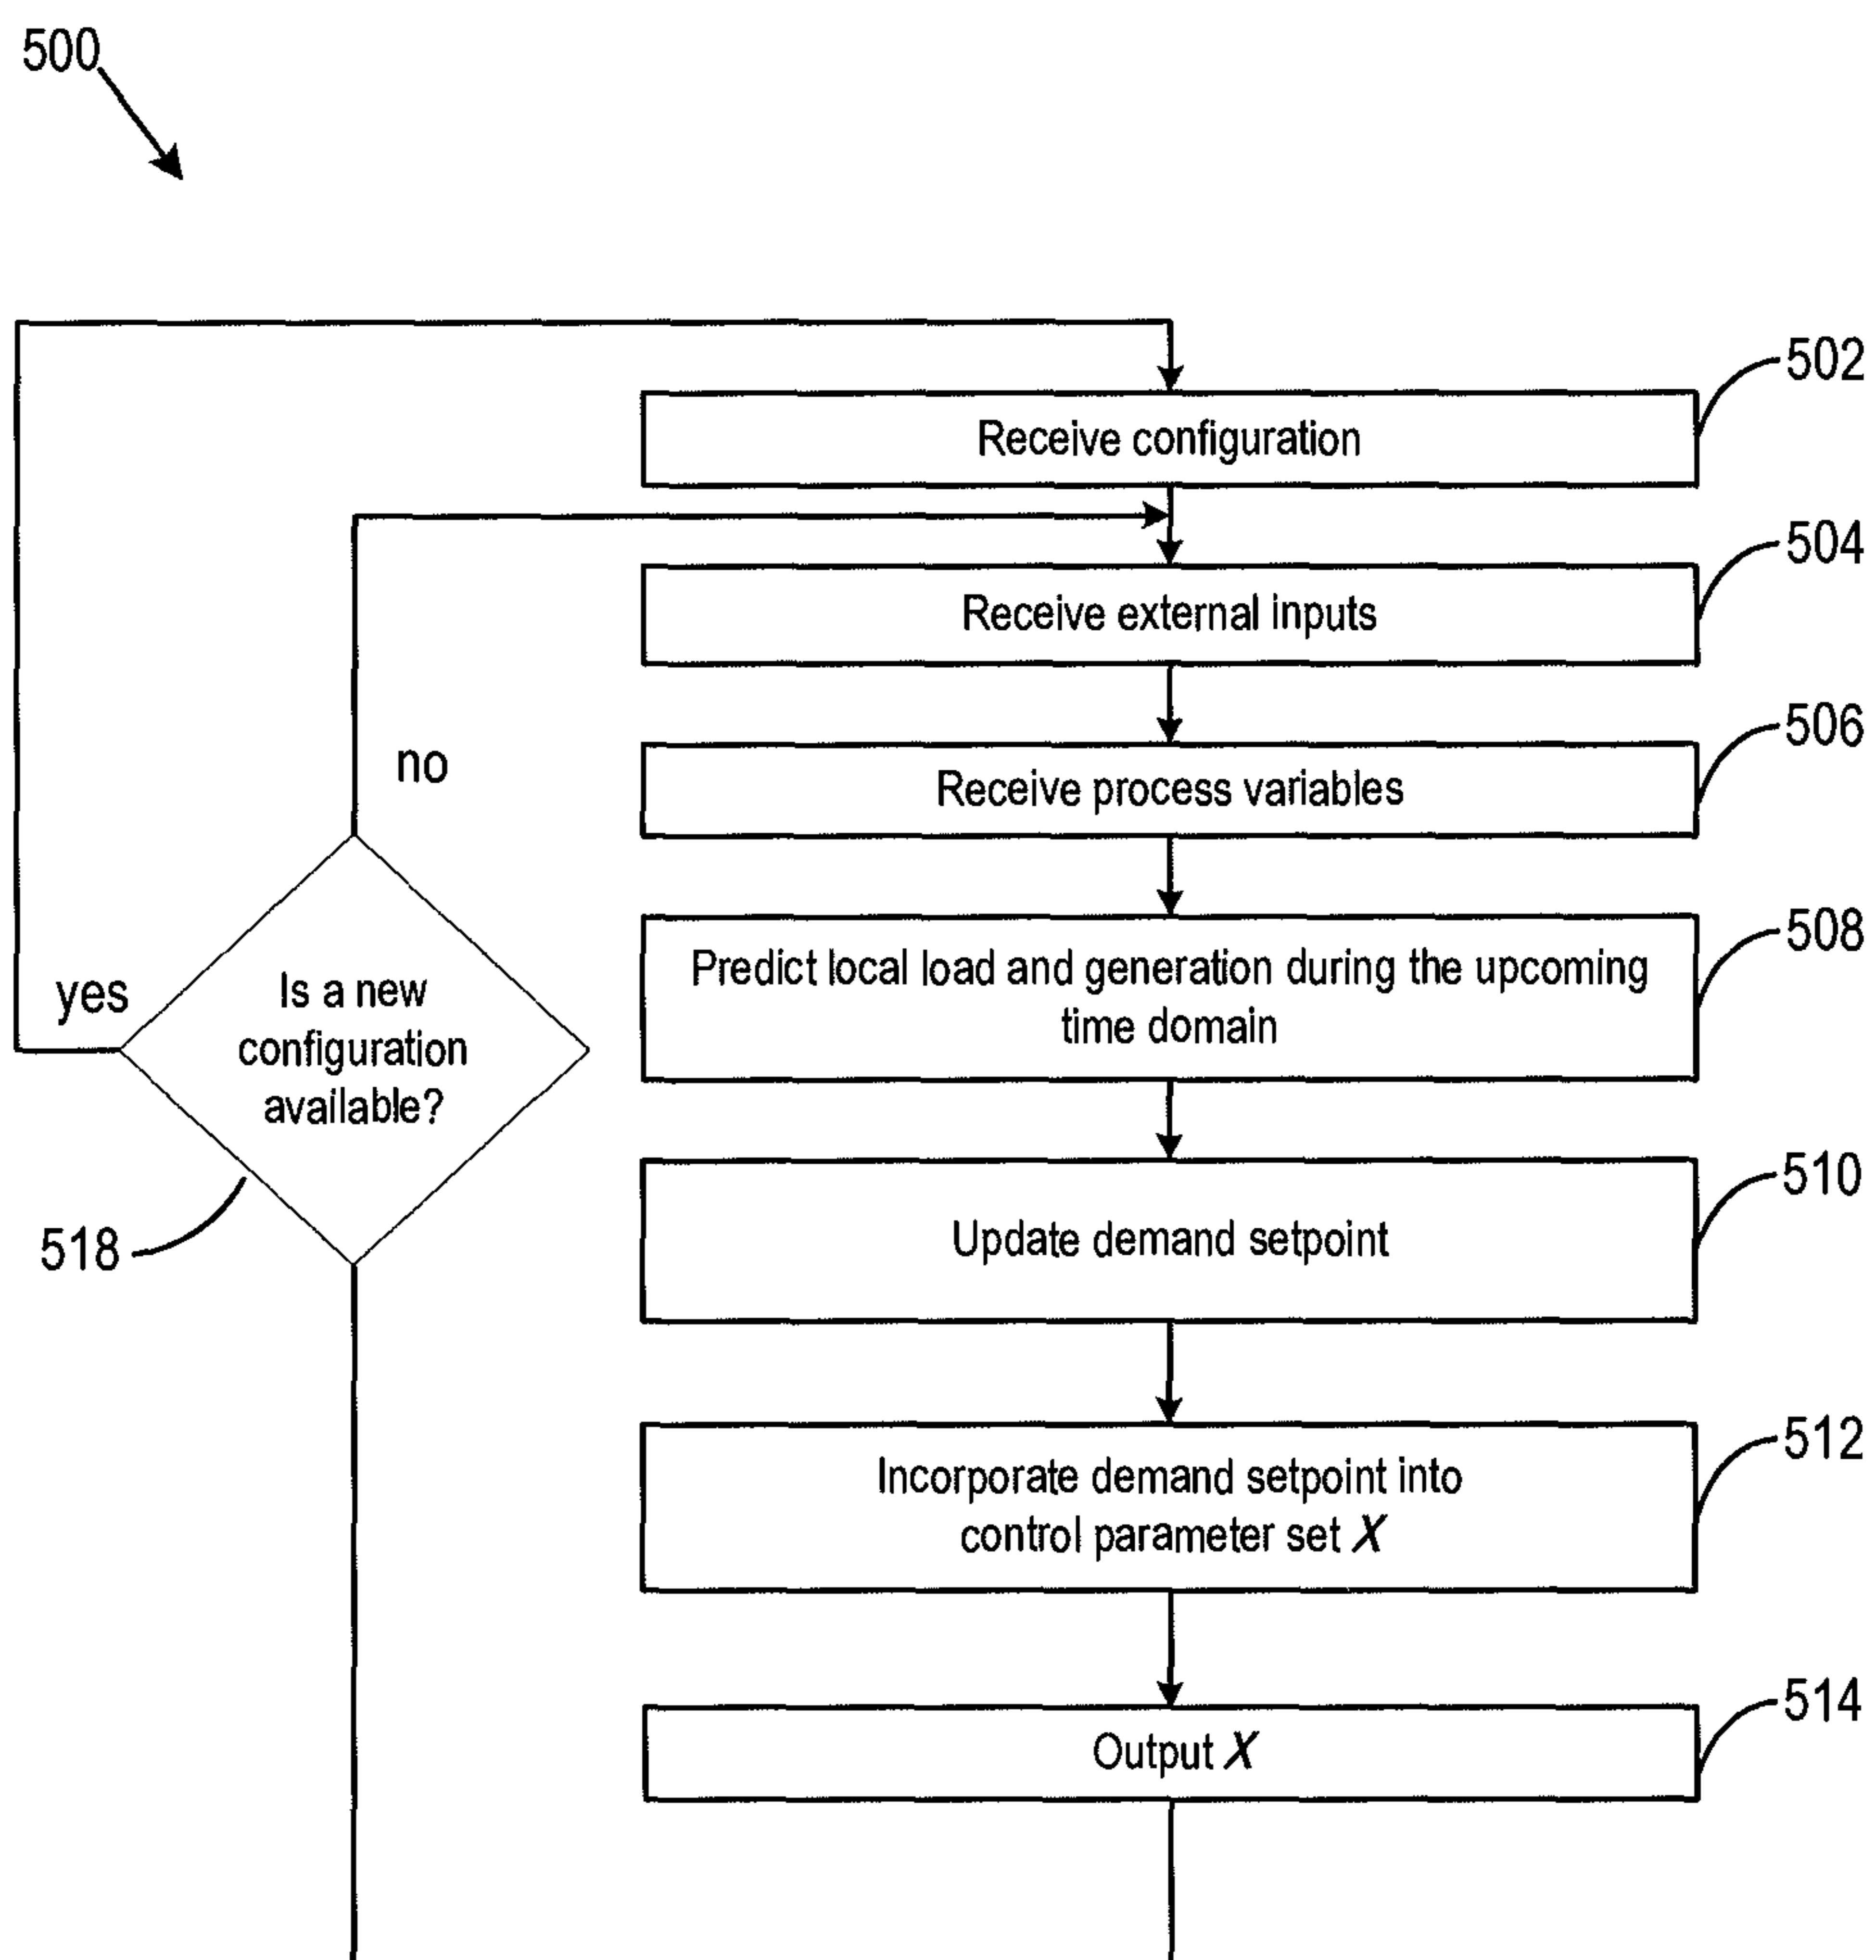 500
502
Receive configuration
504
Receive external inputs
506
Receive process variables
no
508
Predict local load and generation during the upcoming
time domain
yes
Is a new
configuration
available?
518
510
Update demand setpoint
512
Incorporate demand setpoint into
control parameter set X
514
Output X